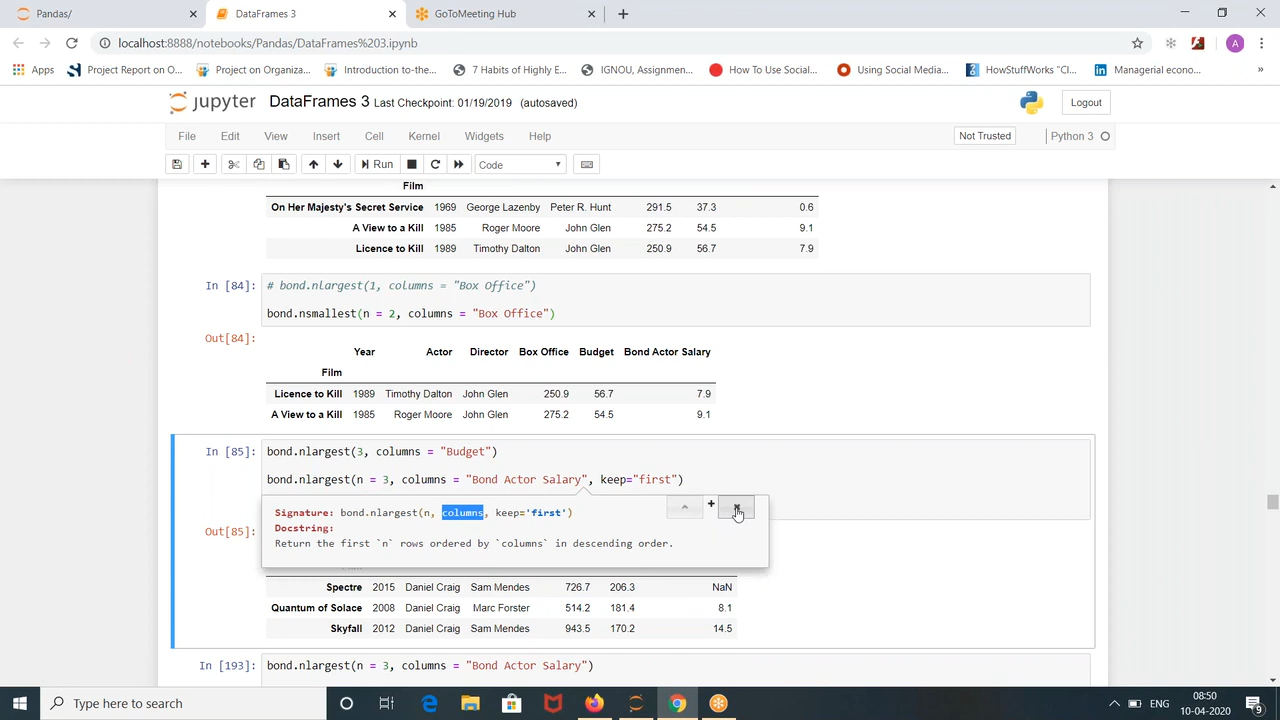 Pandas/
DataFrames 3
GoToMeeting Hub
localhost:8888/notebooks/Pandas/DataFrames%203.ipynb
A
Apps
Project Report on O...
Project on Organiza...
Introduction-to-the...
7 Habits of Highly E...
IGNOU, Assignmen...
How To Use Social...
Using Social Media...
HowStuffWorks "Cl...
Managerial econo...
»
jupyter DataFrames 3 Last Checkpoint: 01/19/2019 (autosaved)
Logout
File Edit View Insert Cell Kernel Widgets Help
Not Trusted
Python 3
Run
Code
Film
On Her Majesty's Secret Service 1969 George Lazenby Peter R. Hunt 291.5 37.3 0.6
A View to a Kill 1985 Roger Moore John Glen 275.2 54.5 9.1
Licence to Kill 1989 Timothy Dalton John Glen 250.9 56.7 7.9
In [84]: # bond.nlargest(1, columns = "Box Office")
bond.nsmallest(n = 2, columns = "Box Office")
Out[84]:
Year Actor Director Box Office Budget Bond Actor Salary
Film
Licence to Kill 1989 Timothy Dalton John Glen 250.9 56.7 7.9
A View to a Kill 1985 Roger Moore John Glen 275.2 54.5 9.1
In [85]: bond.nlargest(3, columns = "Budget")
bond.nlargest(n = 3, columns = "Bond Actor Salary", keep="first")
Signature: bond.nlargest(n, columns, keep='first')
Docstring:
Return the first `n` rows ordered by `columns` in descending order.
Out[85]:
Spectre 2015 Daniel Craig Sam Mendes 726.7 206.3 NaN
Quantum of Solace 2008 Daniel Craig Marc Forster 514.2 181.4 8.1
Skyfall 2012 Daniel Craig Sam Mendes 943.5 170.2 14.5
In [193]: bond.nlargest(n = 3, columns = "Bond Actor Salary")
Type here to search
ENG
08:50
10-04-2020
9